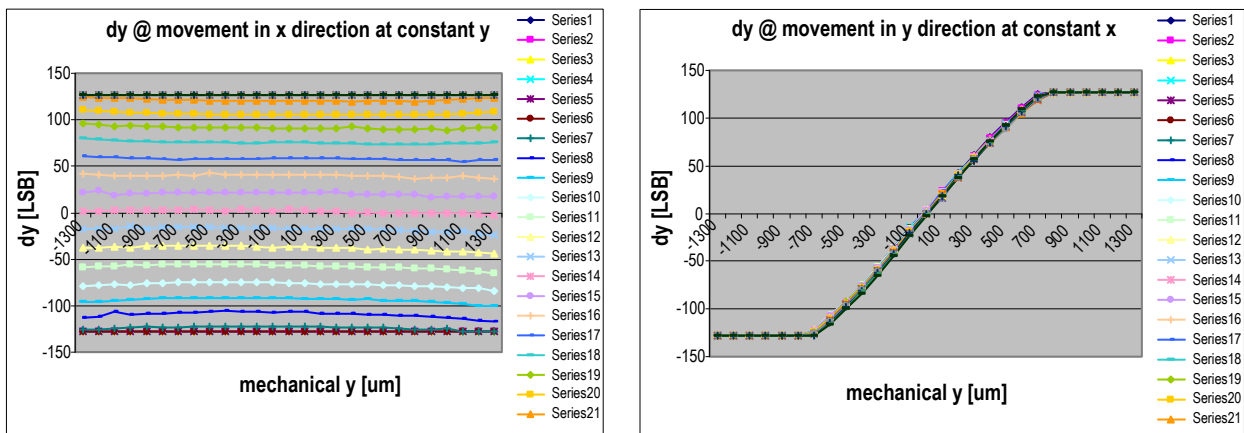 dy @ movement in x direction at constant y
150
100
50
0
-50
-100
-150
-1300
-1100
-900
-700
-500
-300
-100
100
300
500
700
900
1100
1300
dy [LSB]
mechanical y [um]
Series1
Series2
Series3
Series4
Series5
Series6
Series7
Series8
Series9
Series10
Series11
Series12
Series13
Series14
Series15
Series16
Series17
Series18
Series19
Series20
Series21
dy @ movement in y direction at constant x
150
100
50
0
-50
-100
-150
-1300
-1100
-900
-700
-500
-300
-100
100
300
500
700
900
1100
1300
dy [LSB]
mechanical y [um]
Series1
Series2
Series3
Series4
Series5
Series6
Series7
Series8
Series9
Series10
Series11
Series12
Series13
Series14
Series15
Series16
Series17
Series18
Series19
Series20
Series21